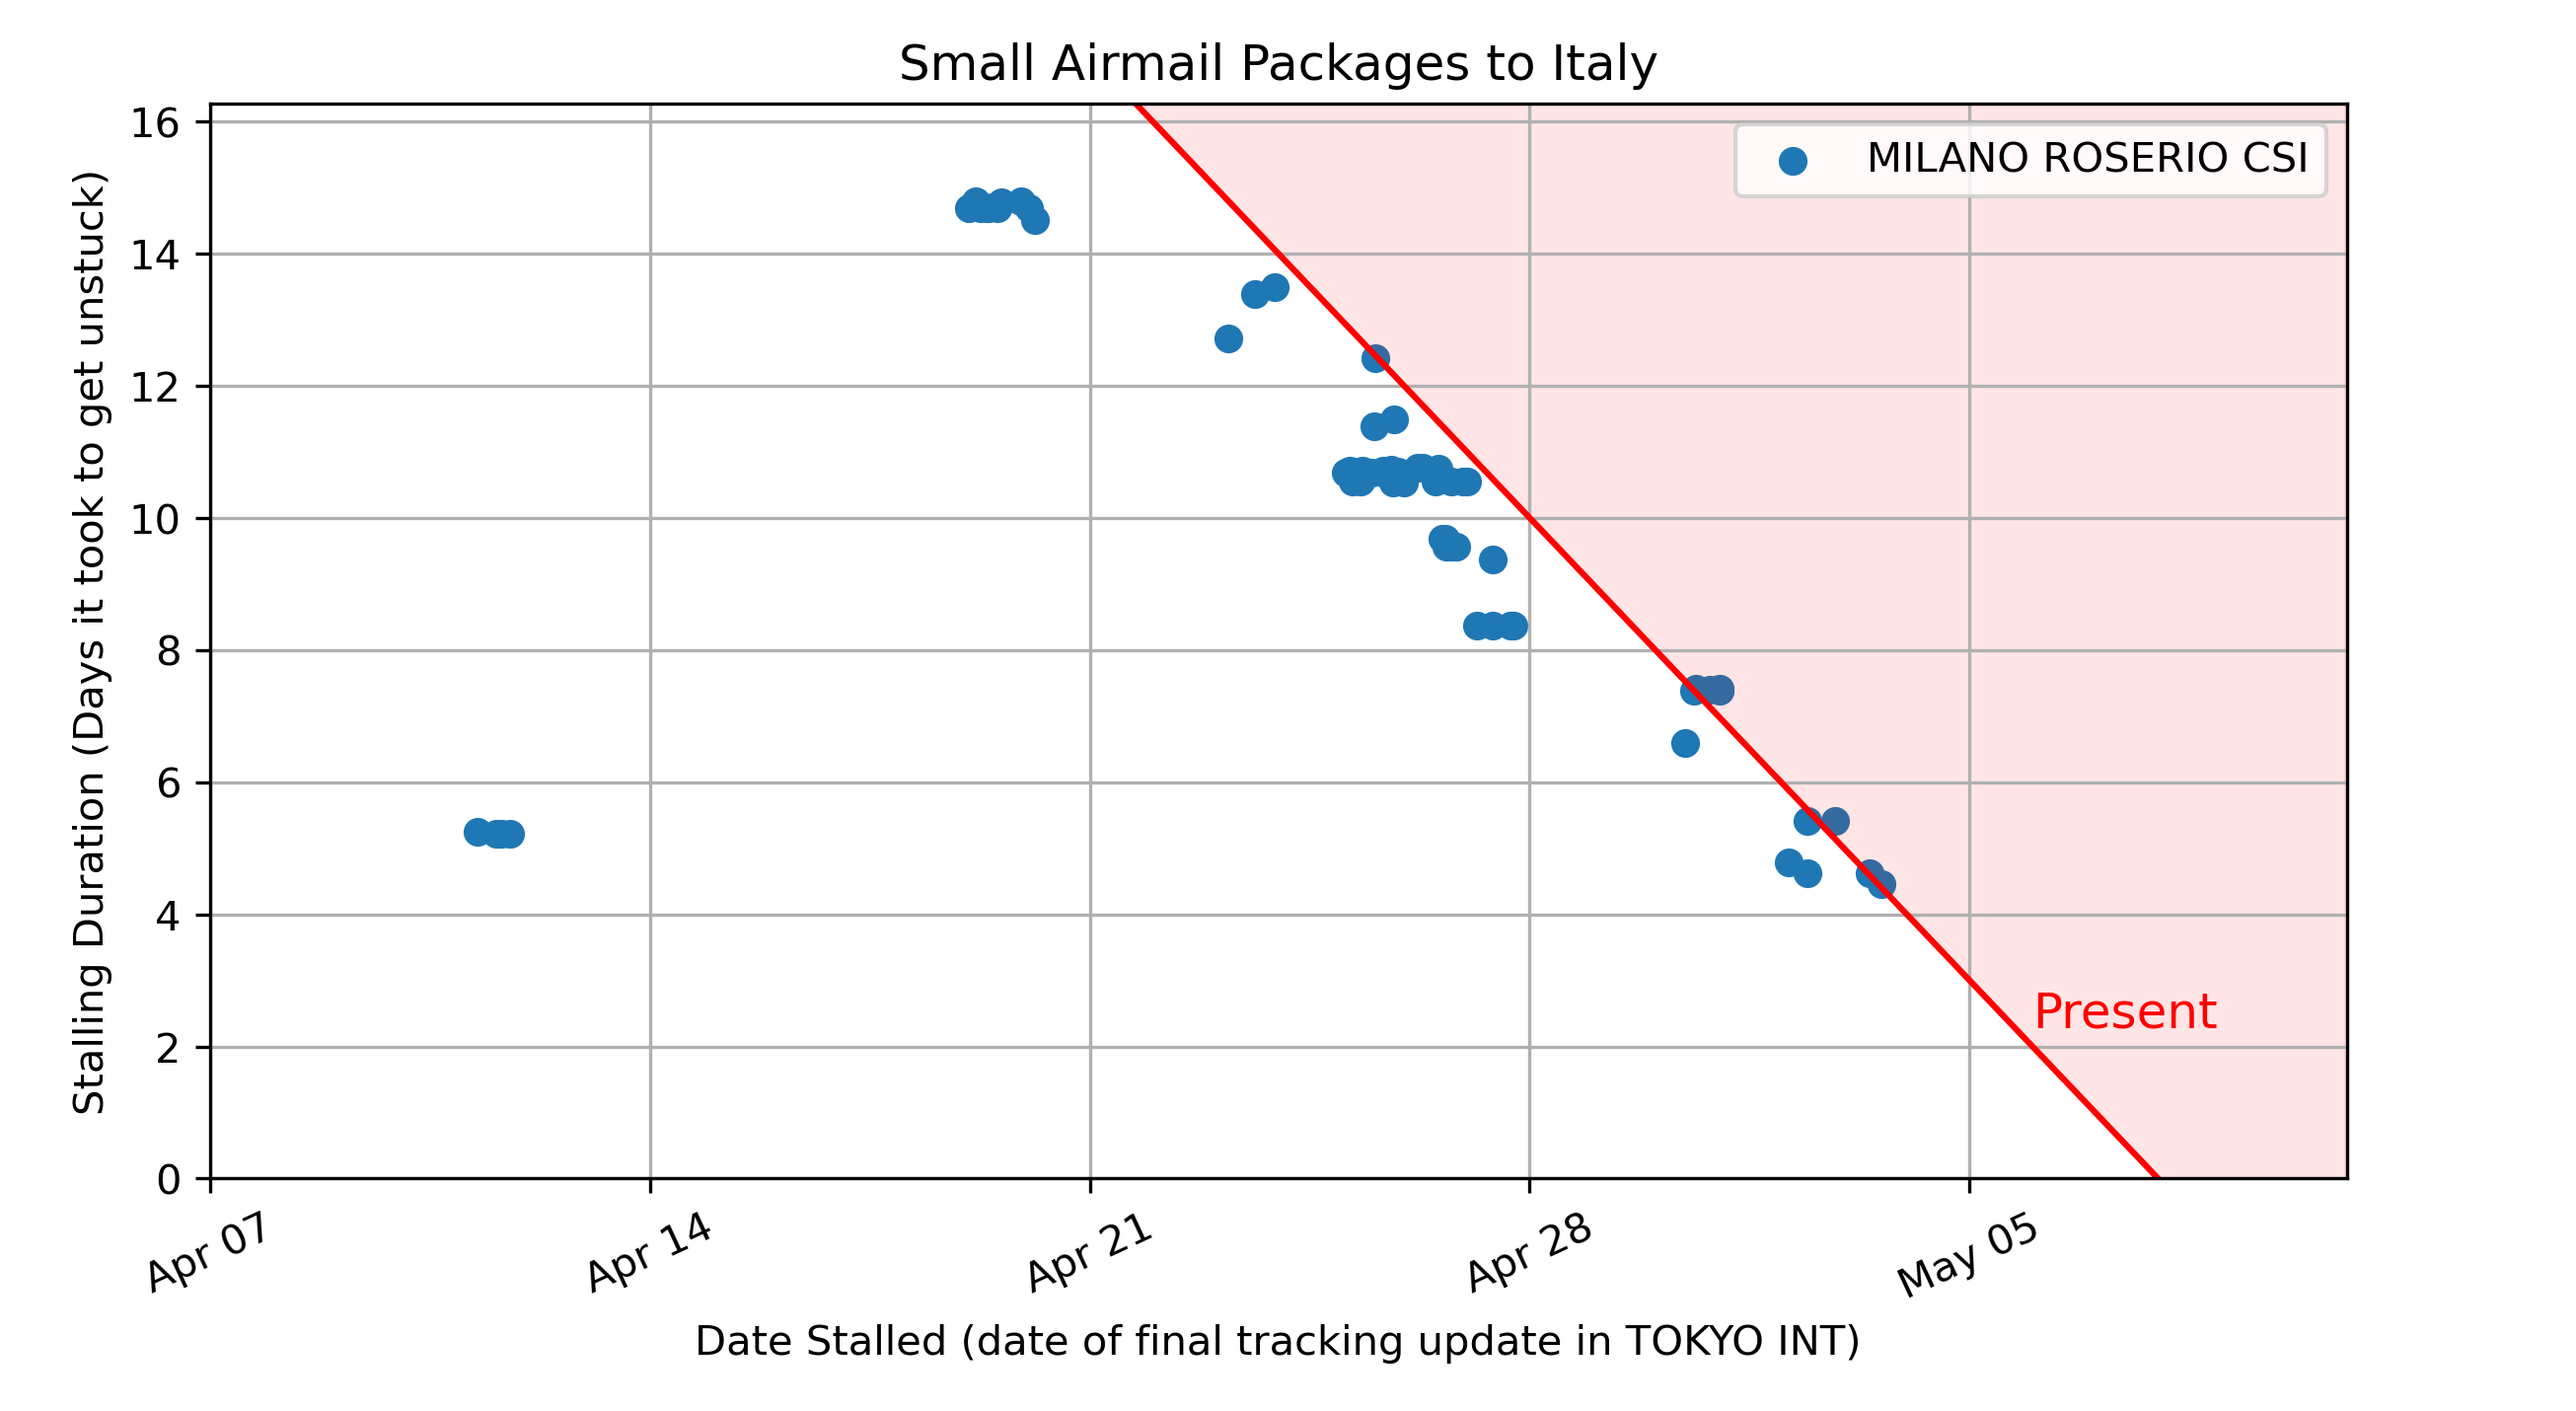 Small Airmail Packages to Italy
MILANO ROSERIO CSI
Stalling Duration (Days it took to get unstuck)
16
14
12
10
8
6
4
2
0
Present
Apr 07
Apr 14
Apr 21
Apr 28
May 05
Date Stalled (date of final tracking update in TOKYO INT)